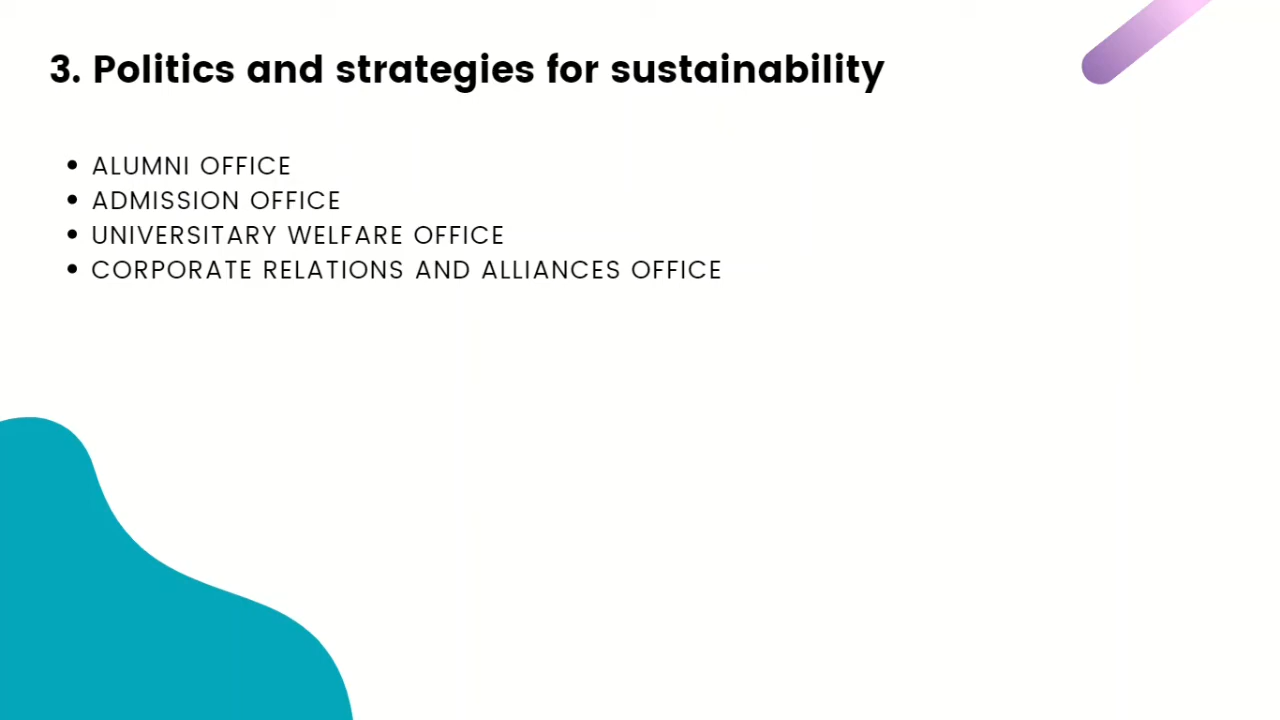 3. Politics and strategies for sustainability
• ALUMNI OFFICE
• ADMISSION OFFICE
• UNIVERSITARY WELFARE OFFICE
• CORPORATE RELATIONS AND ALLIANCES OFFICE